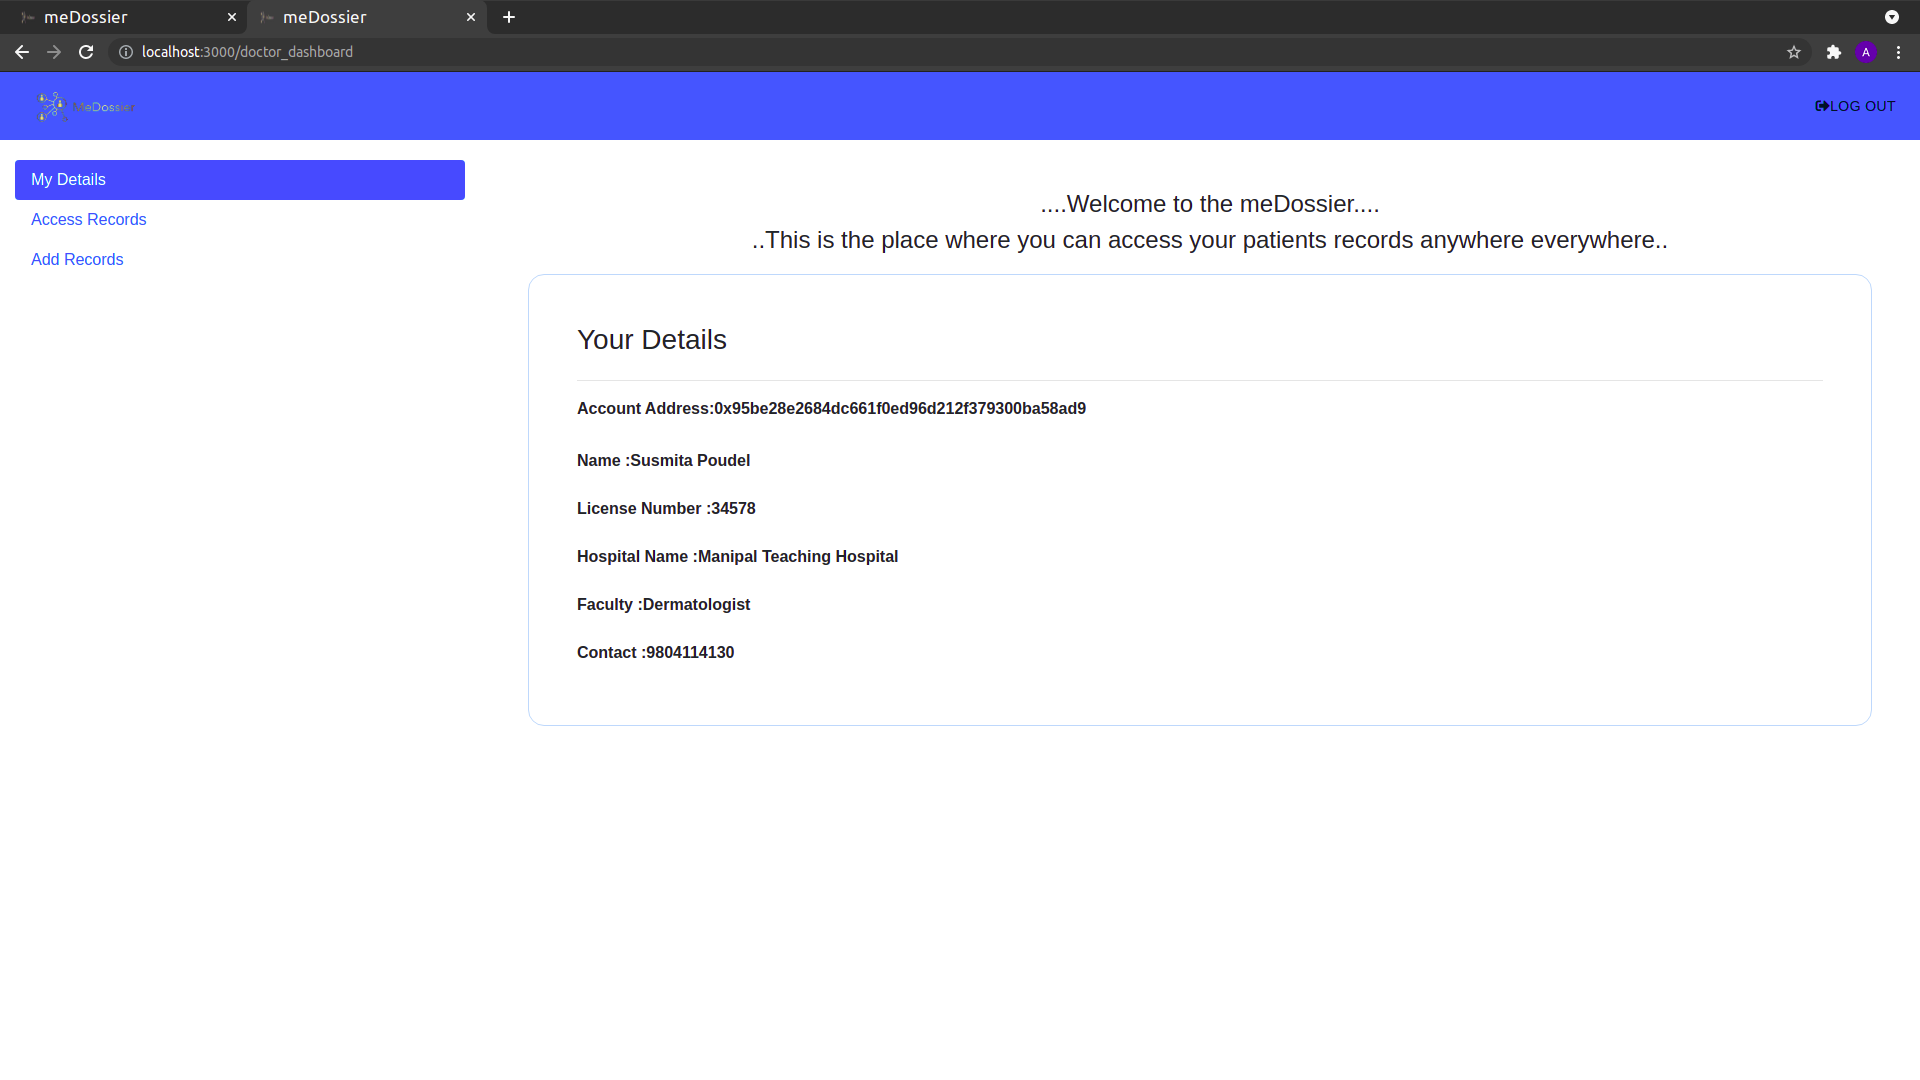 meDossier
meDossier
localhost:3000/doctor_dashboard
A
MeDossier
LOG OUT
My Details
Access Records
Add Records
....Welcome to the meDossier....
..This is the place where you can access your patients records anywhere everywhere..
Your Details
Account Address:0x95be28e2684dc661f0ed96d212f379300ba58ad9
Name :Susmita Poudel
License Number :34578
Hospital Name :Manipal Teaching Hospital
Faculty :Dermatologist
Contact :9804114130